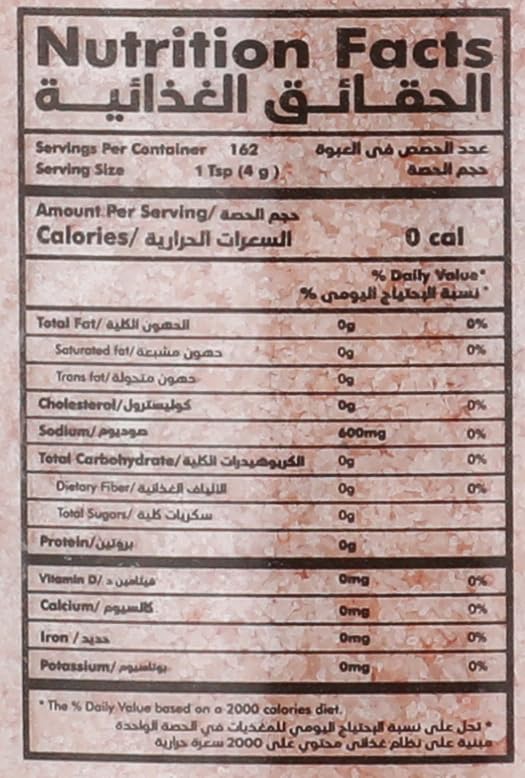 Nutrition Facts
الحقائق الغذائية
Servings Per Container 162 عدد الحصص في العبوة
Serving Size 1 Tsp (4 g) حجم الحصة
Amount Per Serving/ حجم الحصة
Calories/ السعرات الحرارية 0 cal
% Daily Value*
* نسبة الإحتياج اليومي %
Total Fat/ الدهون الكلية 0g 0%
Saturated fat/ دهون مشبعة 0g 0%
Trans fat/ دهون متحولة 0g
Cholesterol/ كوليسترول 0g 0%
Sodium/ صوديوم 600mg 0%
Total Carbohydrate/ الكربوهيدرات الكلية 0g 0%
Dietary Fiber/ الألياف الغذائية 0g 0%
Total Sugars/ سكريات كلية 0g
Protein/ بروتين 0g
Vitamin D/ فيتامين د 0mg 0%
Calcium/ كالسيوم 0mg 0%
Iron / حديد 0mg 0%
Potassium/ بوتاسيوم 0mg 0%
* The % Daily Value based on a 2000 calories diet.
* تدل على نسبة الإحتياج اليومي للمغذيات في الحصة الواحدة
مبنية على نظام غذائي محتوي على 2000 سعرة حرارية